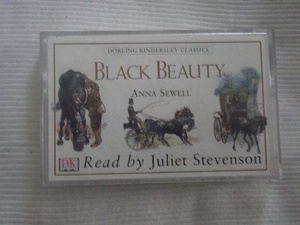 DORLING KINDERSLEY CLASSICS
BLACK BEAUTY
ANNA SEWELL
DK
Read by Juliet Stevenson